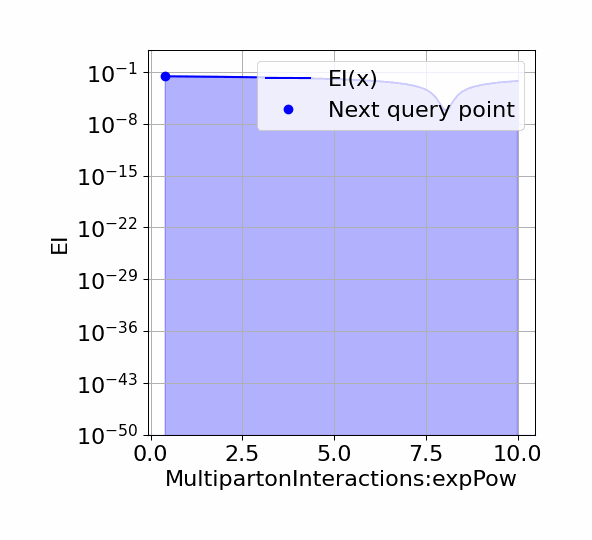 10^-1
10^-8
10^-15
10^-22
10^-29
10^-36
10^-43
10^-50
EI
EI(x)
Next query point
0.0 2.5 5.0 7.5 10.0
MultipartonInteractions:expPow